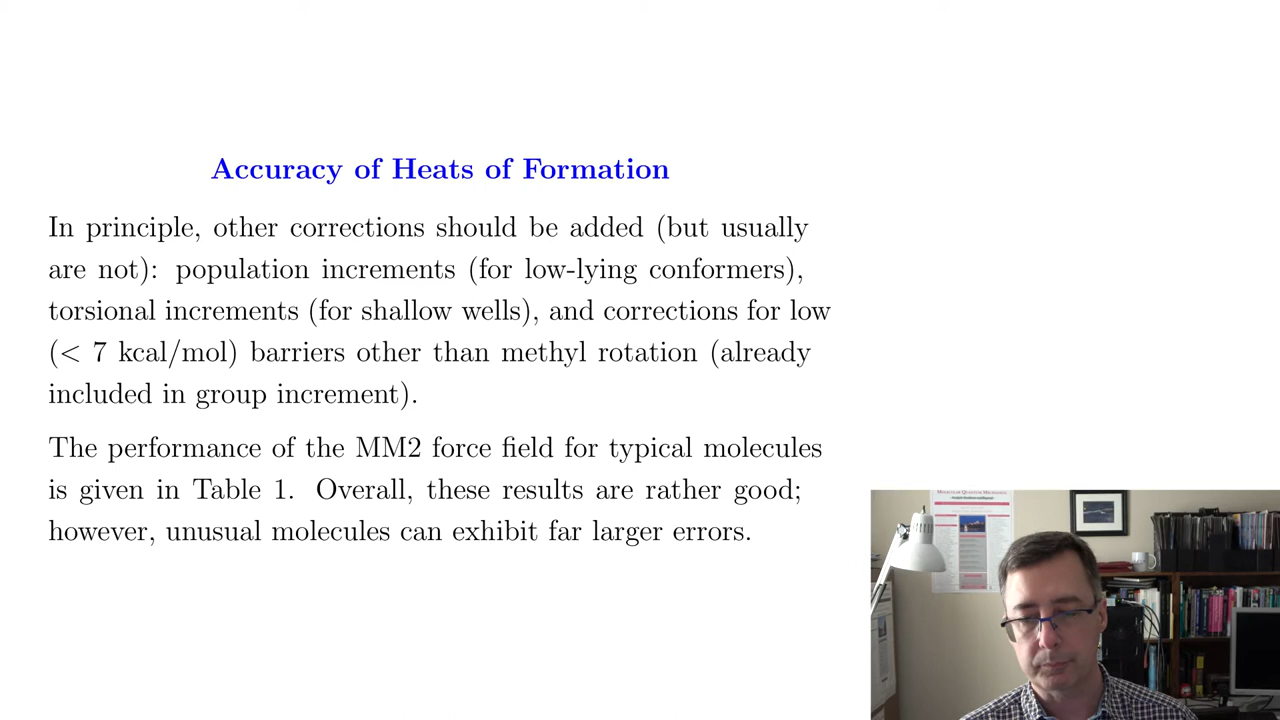 Accuracy of Heats of Formation
In principle, other corrections should be added (but usually
are not): population increments (for low-lying conformers),
torsional increments (for shallow wells), and corrections for low
(< 7 kcal/mol) barriers other than methyl rotation (already
included in group increment).
The performance of the MM2 force field for typical molecules
is given in Table 1. Overall, these results are rather good;
however, unusual molecules can exhibit far larger errors.